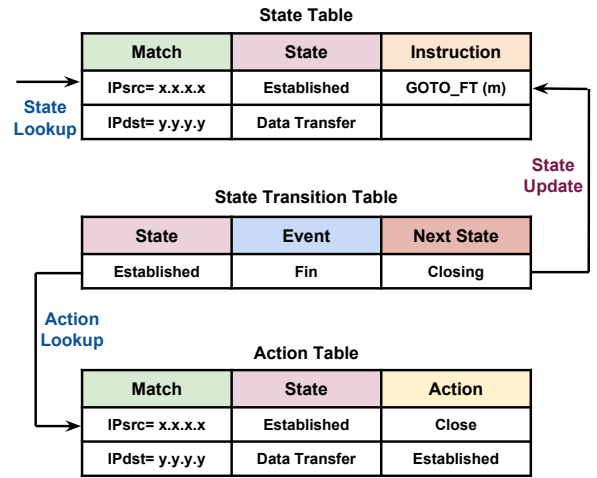 State Table
Match State Instruction
IPsrc= x.x.x.x Established GOTO_FT (m)
IPdst= y.y.y.y Data Transfer
State
Lookup
State
Update
State Transition Table
State Event Next State
Established Fin Closing
Action
Lookup
Action Table
Match State Action
IPsrc= x.x.x.x Established Close
IPdst= y.y.y.y Data Transfer Established